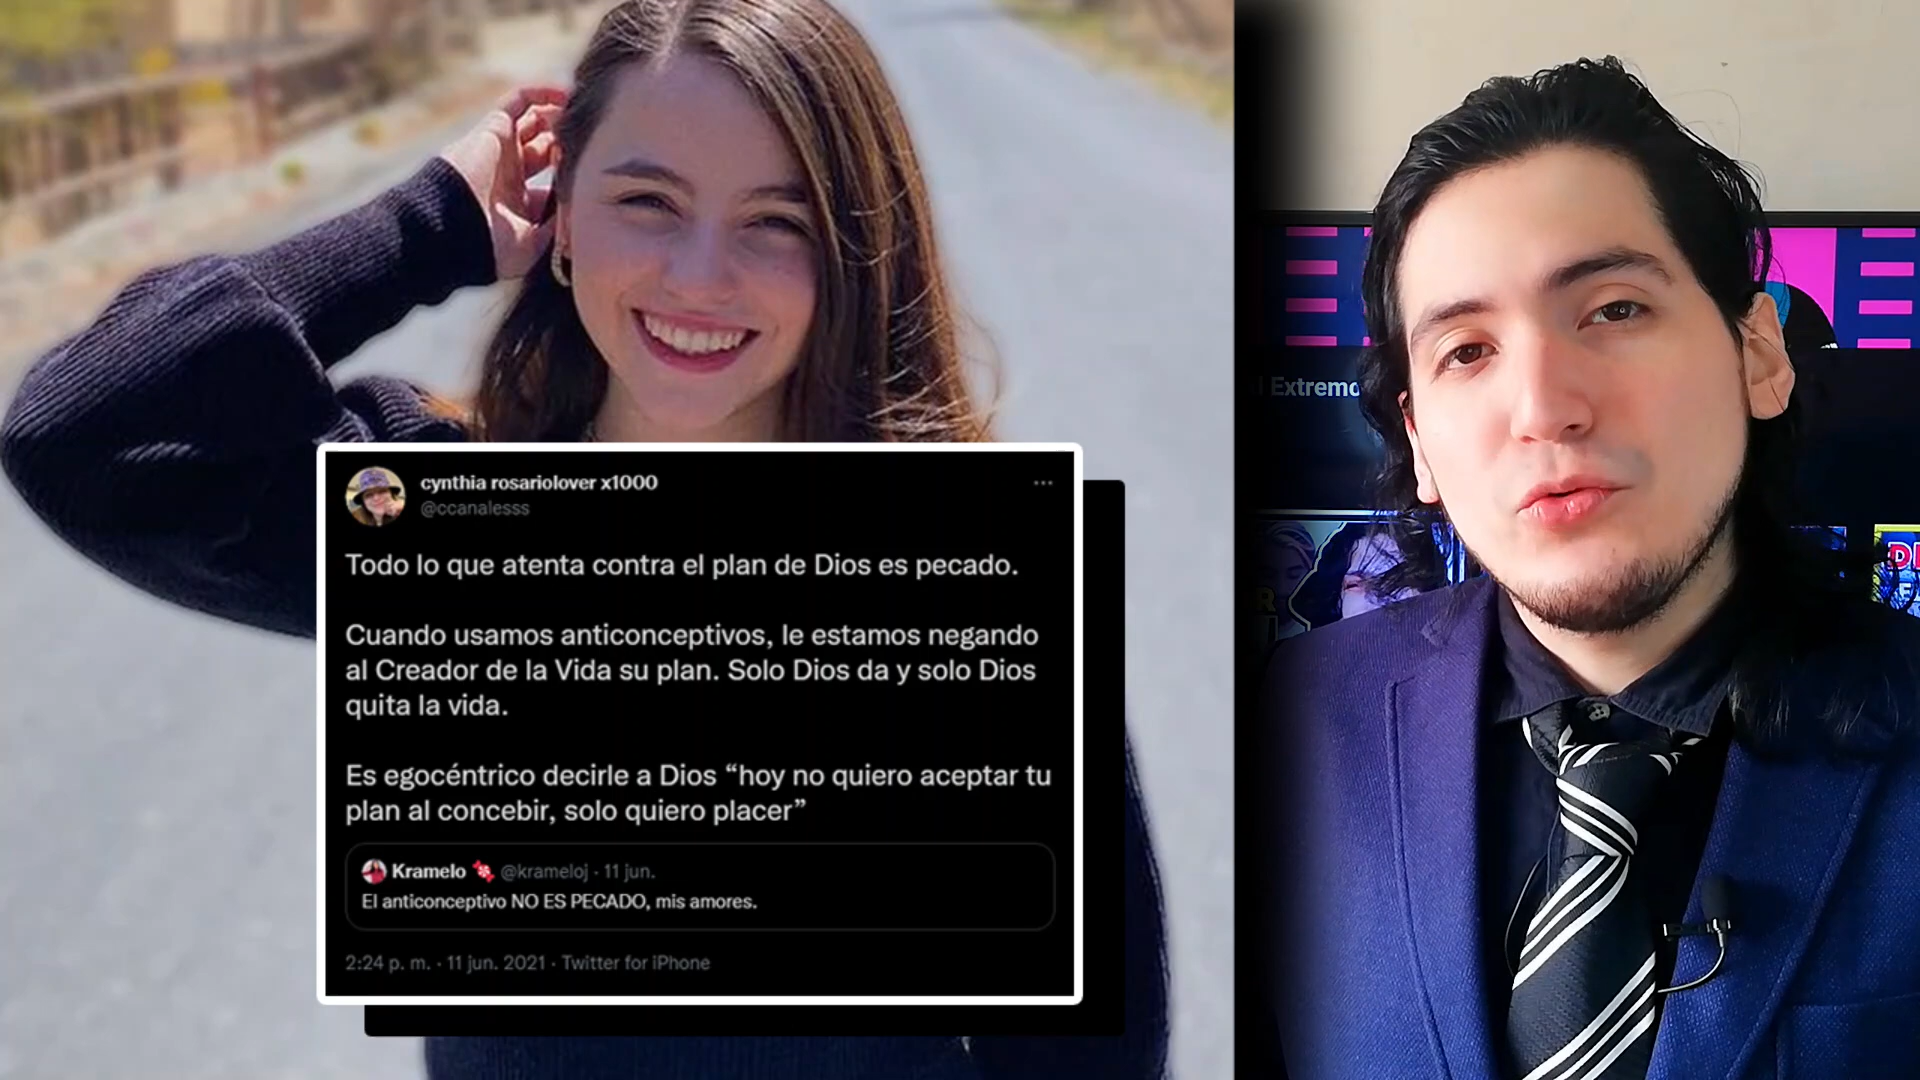 cynthia rosariolover x1000
@ccanalesss
Todo lo que atenta contra el plan de Dios es pecado.
Cuando usamos anticonceptivos, le estamos negando
al Creador de la Vida su plan. Solo Dios da y solo Dios
quita la vida.
Es egocéntrico decirle a Dios “hoy no quiero aceptar tu
plan al concebir, solo quiero placer”
Kramelo @krameloj · 11 jun.
El anticonceptivo NO ES PECADO, mis amores.
2:24 p. m. · 11 jun. 2021 · Twitter for iPhone
Extremo